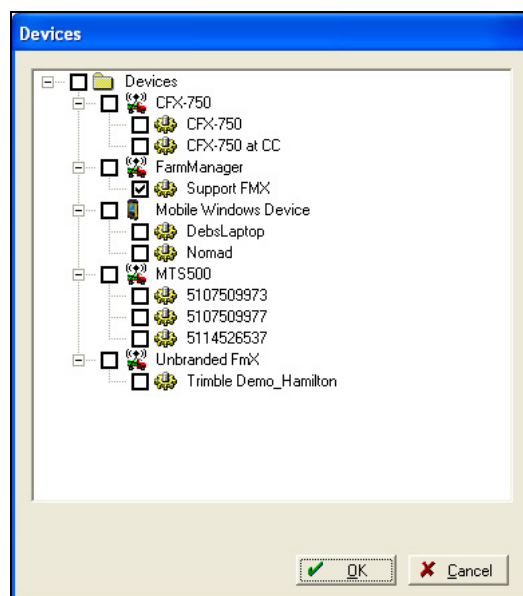 Devices
Devices
CFX-750
CFX-750
CFX-750 at CC
FarmManager
Support FMX
Mobile Windows Device
DebsLaptop
Nomad
MTS500
5107509973
5107509977
5114526537
Unbranded FmX
Trimble Demo_Hamilton
OK Cancel